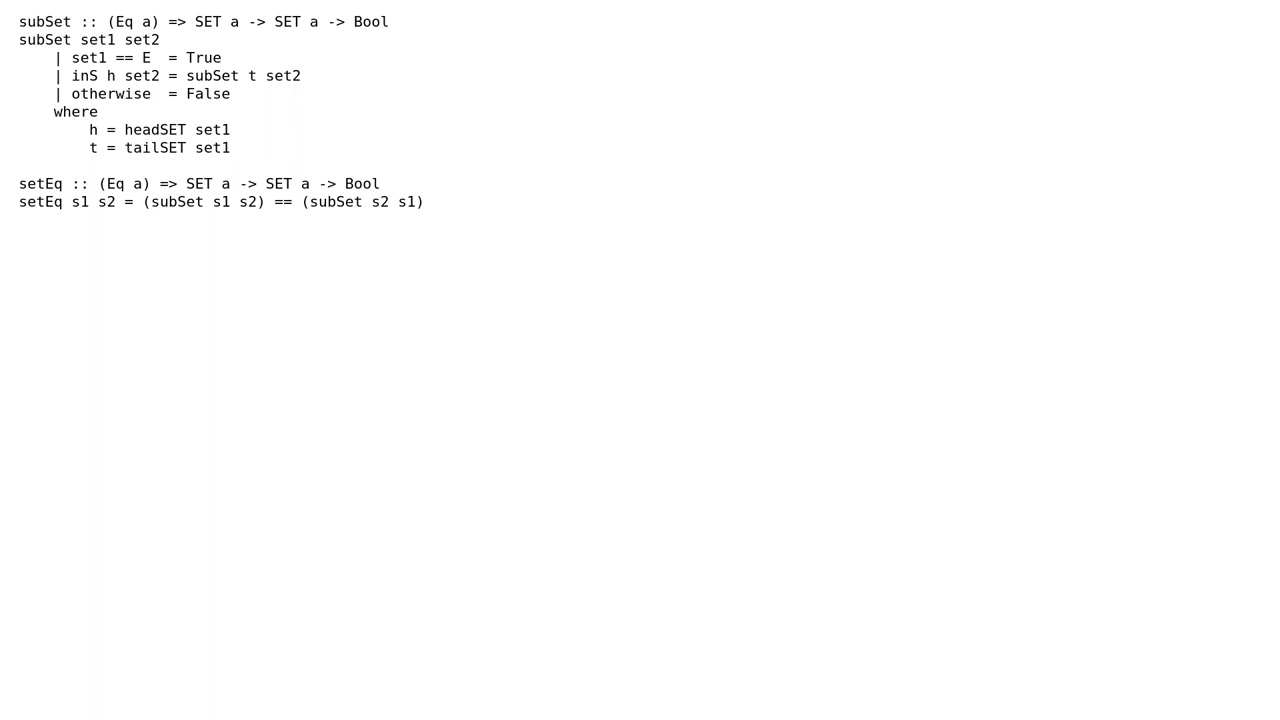 subSet :: (Eq a) => SET a -> SET a -> Bool
subSet set1 set2
    | set1 == E  = True
    | inS h set2 = subSet t set2
    | otherwise  = False
    where
        h = headSET set1
        t = tailSET set1

setEq :: (Eq a) => SET a -> SET a -> Bool
setEq s1 s2 = (subSet s1 s2) == (subSet s2 s1)